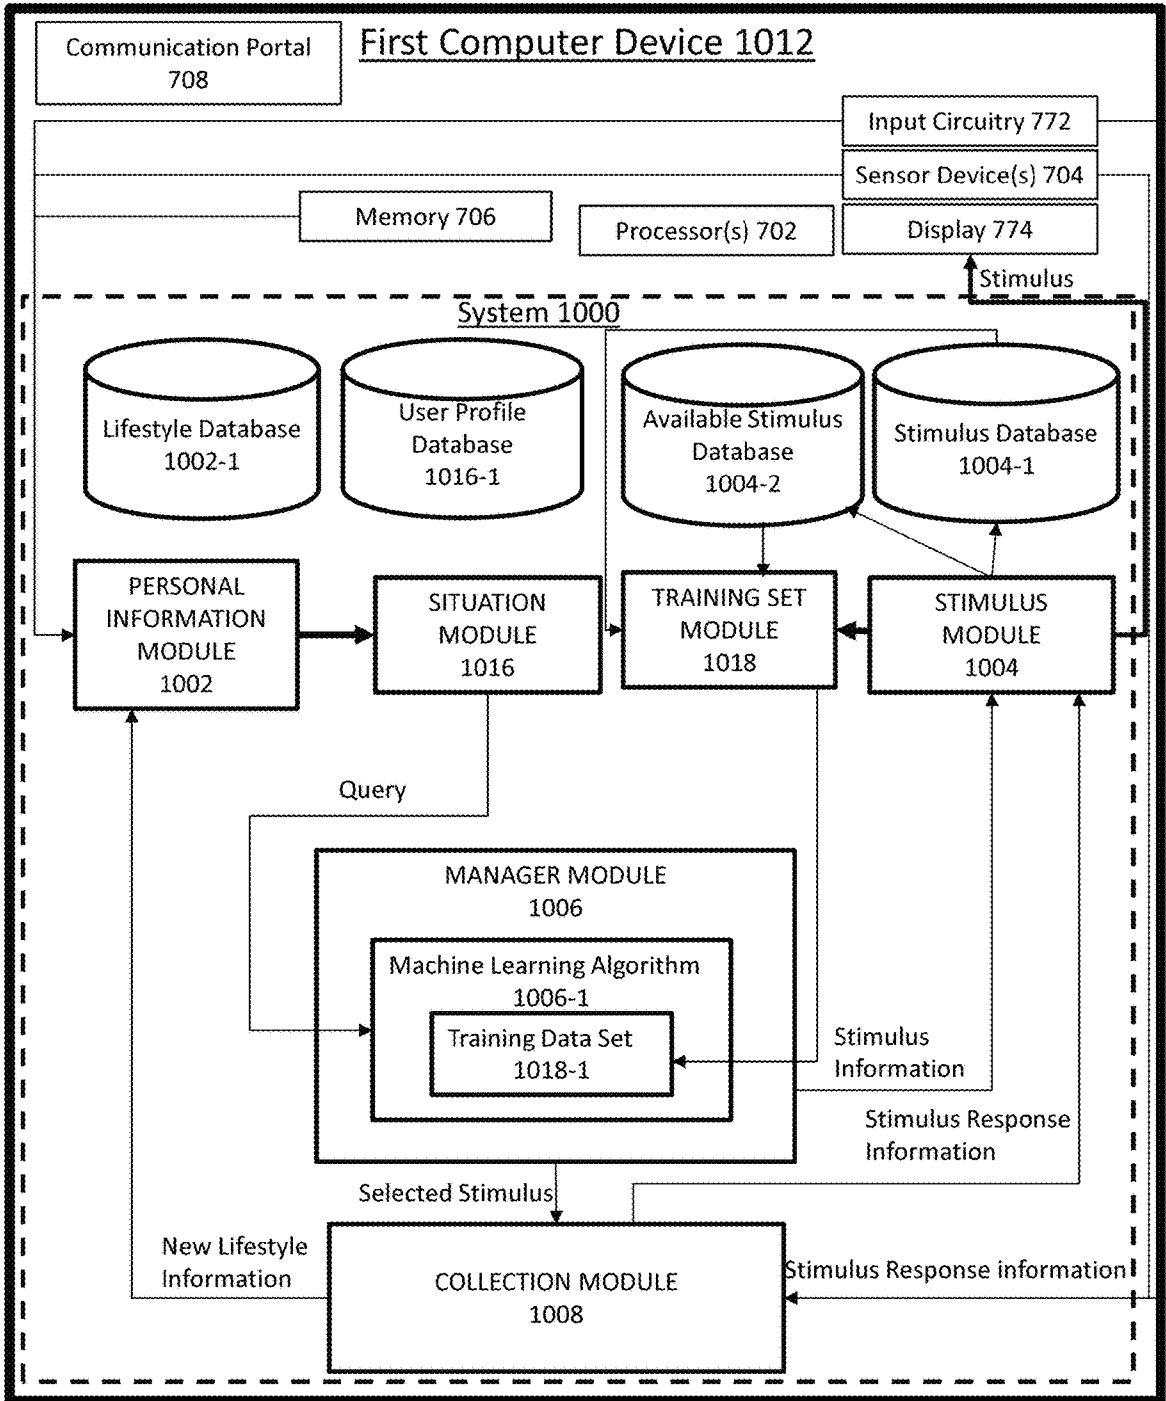 Communication Portal
708
First Computer Device 1012
Input Circuitry 772
Sensor Device(s) 704
Memory 706
Processor(s) 702
Display 774
Stimulus
System 1000
Lifestyle Database
1002-1
User Profile
Database
1016-1
Available Stimulus
Database
1004-2
Stimulus Database
1004-1
PERSONAL
INFORMATION
MODULE
1002
SITUATION
MODULE
1016
TRAINING SET
MODULE
1018
STIMULUS
MODULE
1004
Query
MANAGER MODULE
1006
Machine Learning Algorithm
1006-1
Training Data Set
1018-1
Stimulus
Information
Stimulus Response
Information
Selected Stimulus
New Lifestyle
Information
COLLECTION MODULE
1008
Stimulus Response information